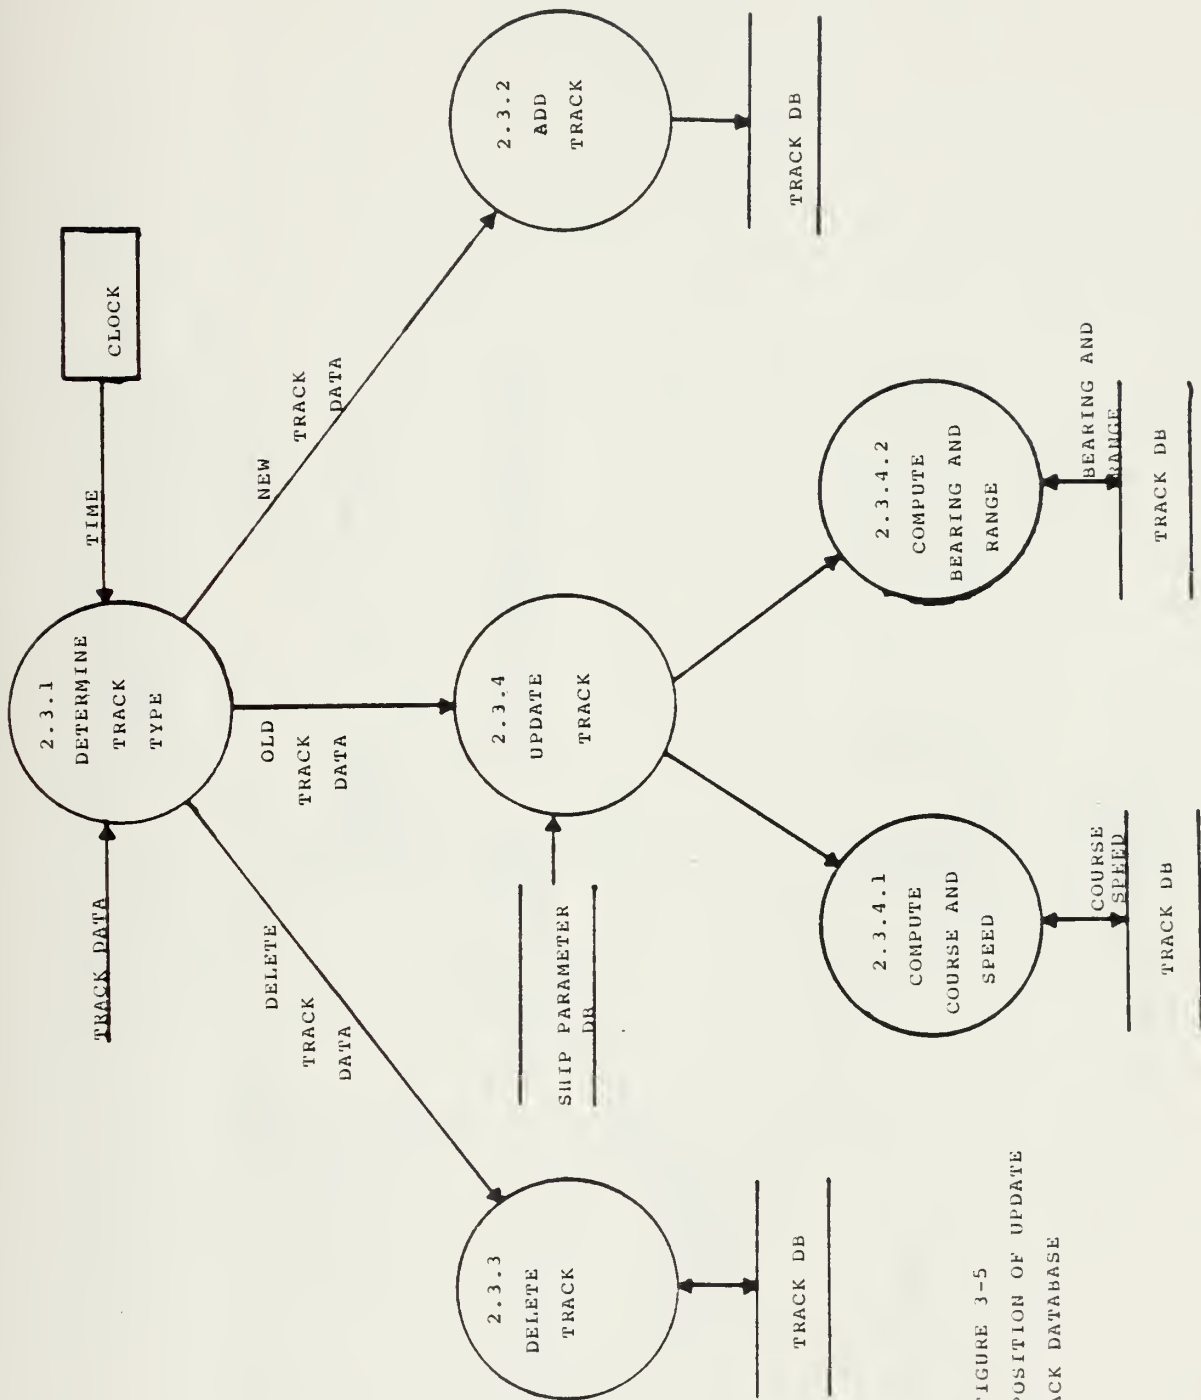 TRACK DATA
TIME
CLOCK
2.3.1
DETERMINE
TRACK
TYPE
DELETE
TRACK
DATA
OLD
TRACK
DATA
NEW
TRACK
DATA
2.3.3
DELETE
TRACK
SHIP PARAMETER
DB
2.3.4
UPDATE
TRACK
2.3.2
ADD
TRACK
TRACK DB
TRACK DB
2.3.4.1
COMPUTE
COURSE AND
SPEED
2.3.4.2
COMPUTE
BEARING AND
RANGE
COURSE
SPEED
BEARING AND
RANGE
TRACK DB
TRACK DB
IGURE 3-5
POSITION OF UPDATE
ACK DATABASE